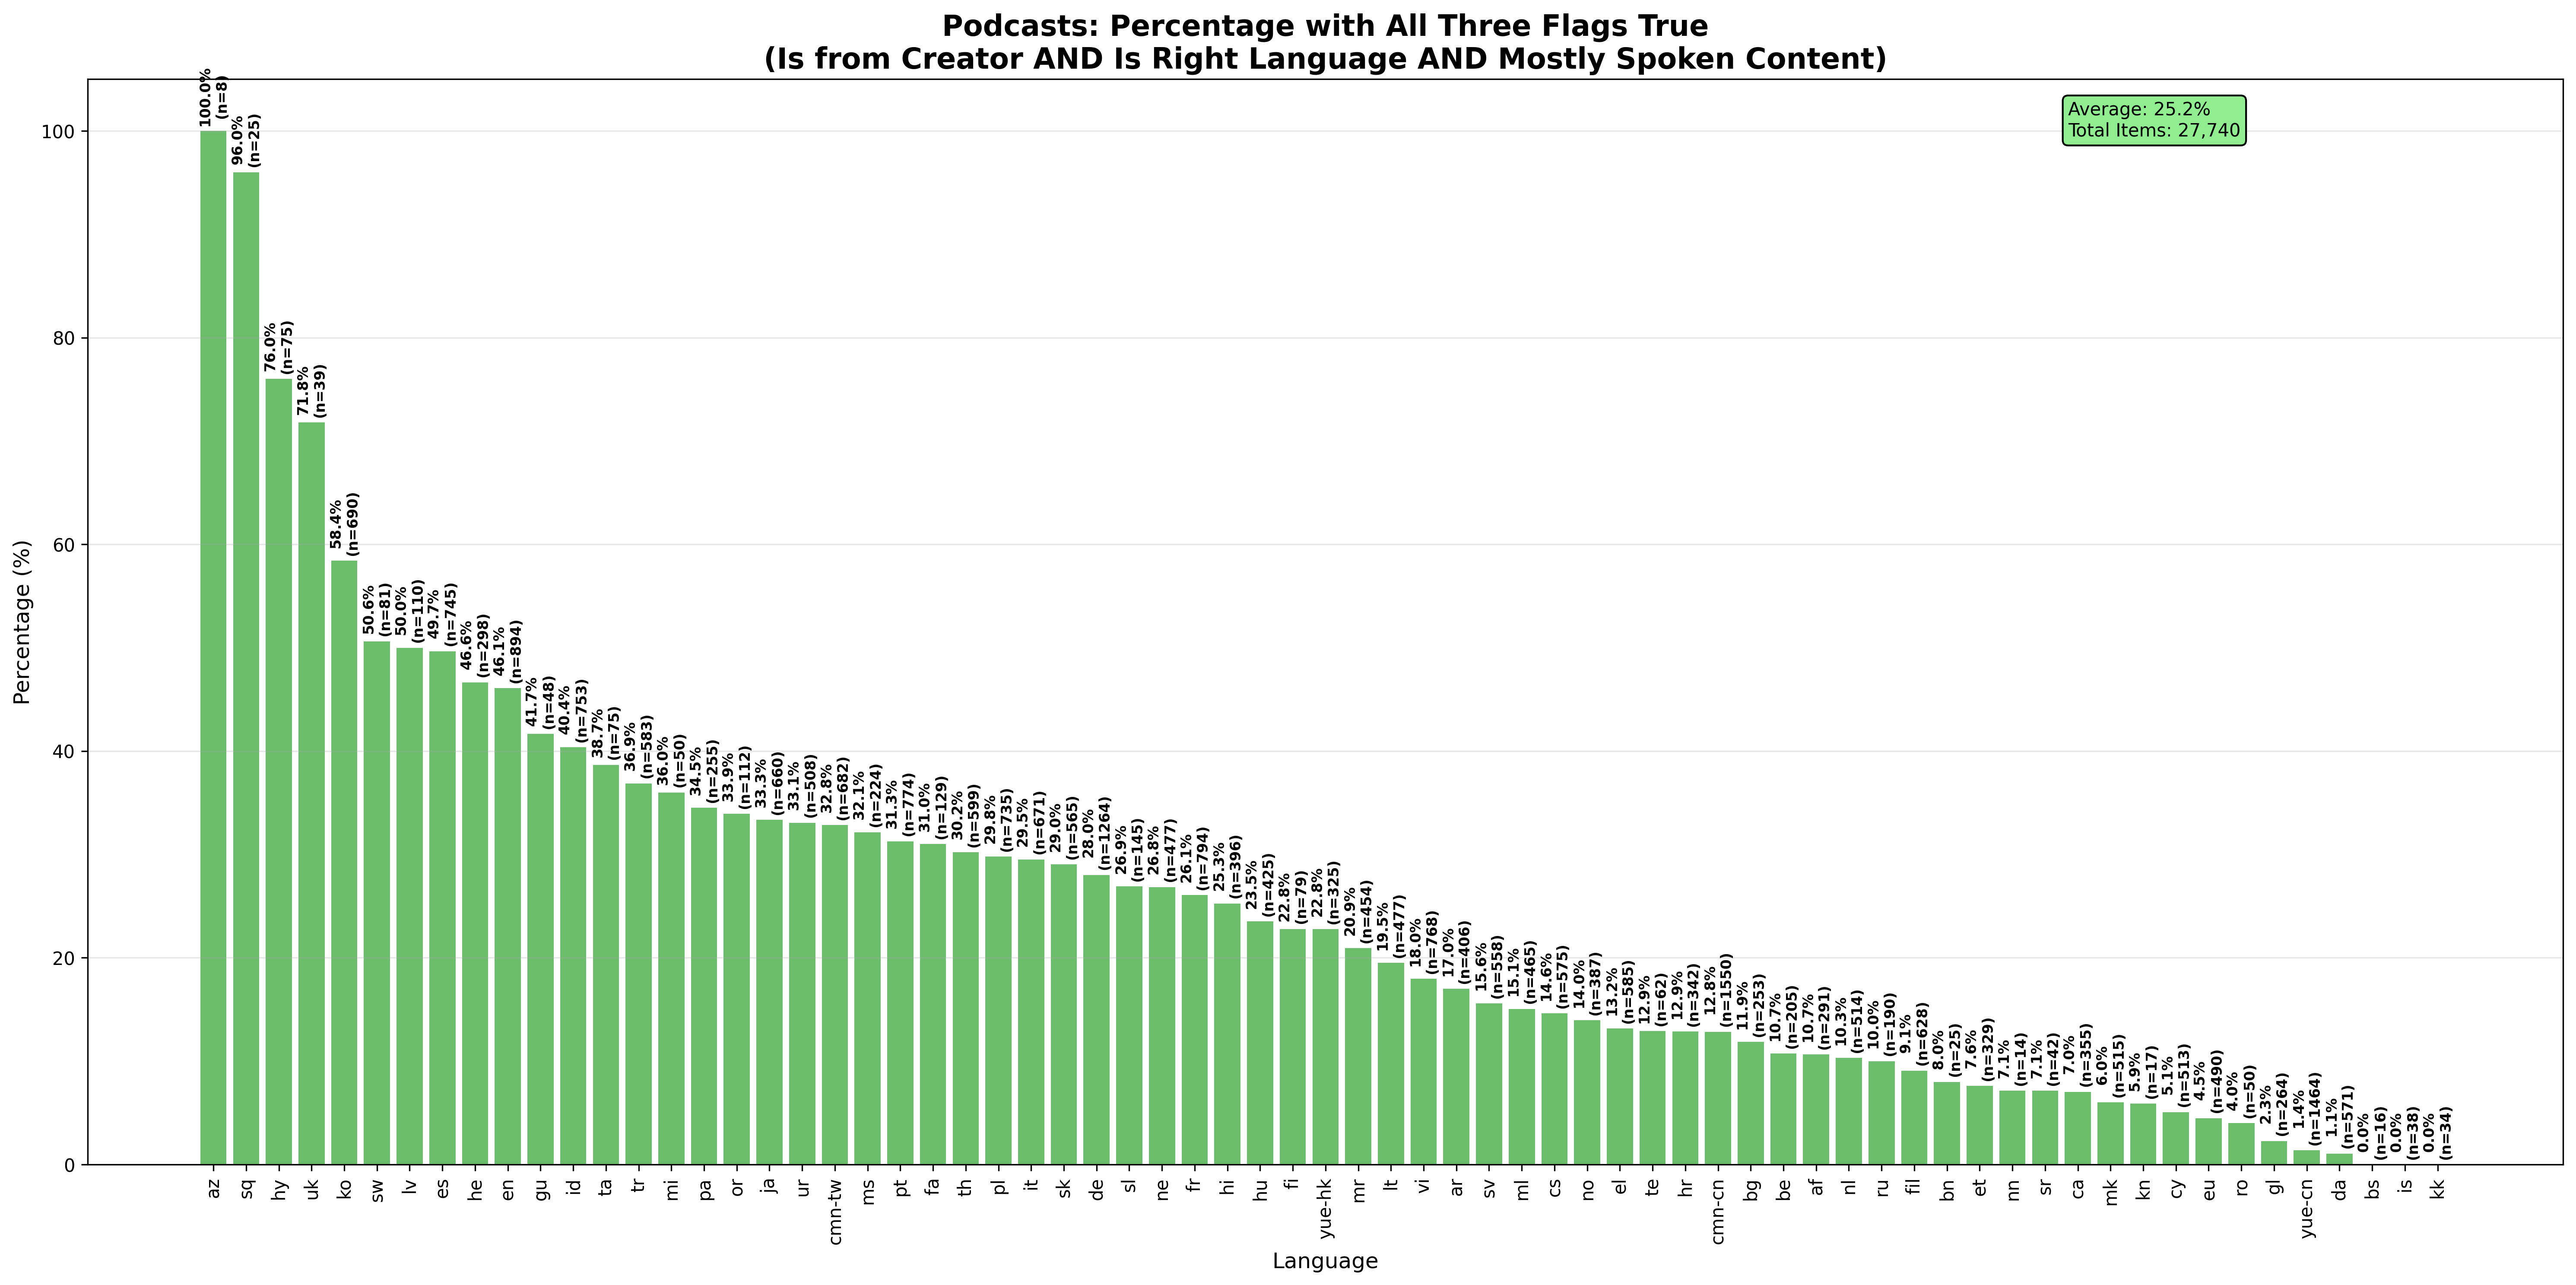 Podcasts: Percentage with All Three Flags True
(Is from Creator AND Is Right Language AND Mostly Spoken Content)
Average: 25.2%
Total Items: 27,740
Percentage (%)
100
80
60
40
20
0
100.0%
(n=8)
96.0%
(n=25)
76.0%
(n=75)
71.8%
(n=39)
58.4%
(n=690)
50.6%
(n=81)
50.0%
(n=110)
49.7%
(n=745)
46.6%
(n=298)
46.1%
(n=894)
41.7%
(n=48)
40.4%
(n=753)
38.7%
(n=75)
36.9%
(n=583)
36.0%
(n=50)
34.5%
(n=255)
33.9%
(n=112)
33.3%
(n=660)
33.1%
(n=508)
32.8%
(n=682)
32.1%
(n=224)
31.3%
(n=774)
31.0%
(n=129)
30.2%
(n=599)
29.8%
(n=735)
29.5%
(n=671)
29.0%
(n=565)
28.0%
(n=1264)
26.9%
(n=145)
26.8%
(n=477)
26.1%
(n=794)
25.3%
(n=396)
23.5%
(n=425)
22.8%
(n=79)
22.8%
(n=325)
20.9%
(n=454)
19.5%
(n=477)
18.0%
(n=768)
17.0%
(n=406)
15.6%
(n=558)
15.1%
(n=465)
14.6%
(n=575)
14.0%
(n=387)
13.2%
(n=585)
12.9%
(n=62)
12.9%
(n=342)
12.8%
(n=1550)
11.9%
(n=253)
10.7%
(n=205)
10.7%
(n=291)
10.3%
(n=514)
10.0%
(n=190)
9.1%
(n=628)
8.0%
(n=25)
7.6%
(n=329)
7.1%
(n=14)
7.1%
(n=42)
7.0%
(n=355)
6.0%
(n=515)
5.9%
(n=17)
5.1%
(n=513)
4.5%
(n=490)
4.0%
(n=50)
2.3%
(n=264)
1.4%
(n=1464)
1.1%
(n=571)
0.0%
(n=16)
0.0%
(n=38)
0.0%
(n=34)
az
sq
hy
uk
ko
sw
lv
es
he
en
gu
id
ta
tr
mi
pa
or
ja
ur
cmn-tw
ms
pt
fa
th
pl
it
sk
de
sl
ne
fr
hi
hu
fi
yue-hk
mr
lt
vi
ar
sv
ml
cs
no
el
te
hr
cmn-cn
bg
be
af
nl
ru
fil
bn
et
nn
sr
ca
mk
kn
cy
eu
ro
gl
yue-cn
da
bs
is
kk
Language